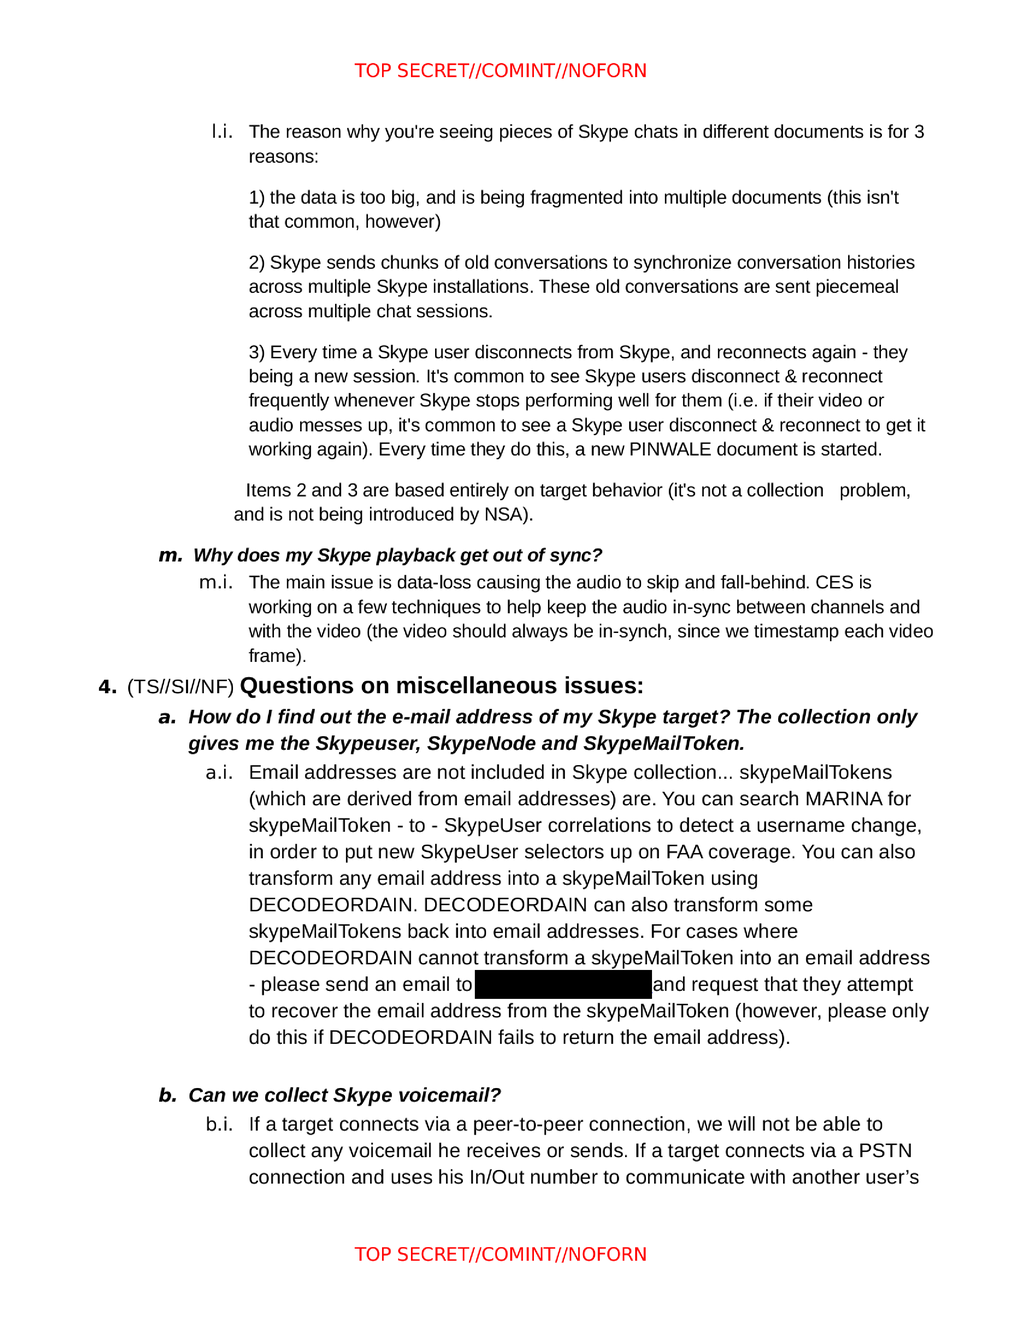 TOP SECRET//COMINT//NOFORN
l.i. The reason why you're seeing pieces of Skype chats in different documents is for 3
reasons:
1) the data is too big, and is being fragmented into multiple documents (this isn't
that common, however)
2) Skype sends chunks of old conversations to synchronize conversation histories
across multiple Skype installations. These old conversations are sent piecemeal
across multiple chat sessions.
3) Every time a Skype user disconnects from Skype, and reconnects again - they
being a new session. It's common to see Skype users disconnect & reconnect
frequently whenever Skype stops performing well for them (i.e. if their video or
audio messes up, it's common to see a Skype user disconnect & reconnect to get it
working again). Every time they do this, a new PINWALE document is started.
Items 2 and 3 are based entirely on target behavior (it's not a collection problem,
and is not being introduced by NSA).
m. Why does my Skype playback get out of sync?
m.i. The main issue is data-loss causing the audio to skip and fall-behind. CES is
working on a few techniques to help keep the audio in-sync between channels and
with the video (the video should always be in-synch, since we timestamp each video
frame).
4. (TS//SI//NF) Questions on miscellaneous issues:
a. How do I find out the e-mail address of my Skype target? The collection only
gives me the Skypeuser, SkypeNode and SkypeMailToken.
a.i. Email addresses are not included in Skype collection... skypeMailTokens
(which are derived from email addresses) are. You can search MARINA for
skypeMailToken - to - SkypeUser correlations to detect a username change,
in order to put new SkypeUser selectors up on FAA coverage. You can also
transform any email address into a skypeMailToken using
DECODEORDAIN. DECODEORDAIN can also transform some
skypeMailTokens back into email addresses. For cases where
DECODEORDAIN cannot transform a skypeMailToken into an email address
- please send an email to and request that they attempt
to recover the email address from the skypeMailToken (however, please only
do this if DECODEORDAIN fails to return the email address).
b. Can we collect Skype voicemail?
b.i. If a target connects via a peer-to-peer connection, we will not be able to
collect any voicemail he receives or sends. If a target connects via a PSTN
connection and uses his In/Out number to communicate with another user’s
TOP SECRET//COMINT//NOFORN